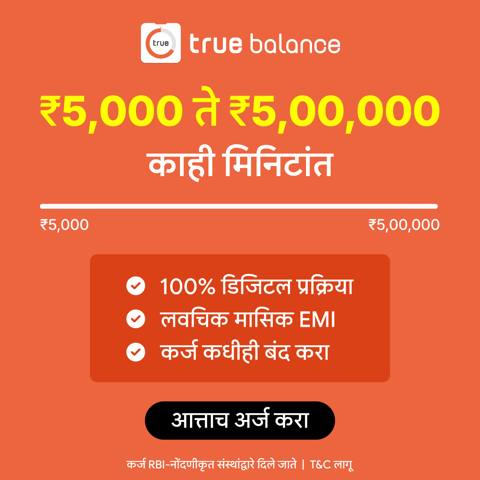 true
true balance
₹5,000 ते ₹5,00,000
काही मिनिटांत
₹5,000 ₹5,00,000
100% डिजिटल प्रक्रिया
लवचिक मासिक EMI
कर्ज कधीही बंद करा
आत्ताच अर्ज करा
कर्ज RBI-नोंदणीकृत संस्थांद्वारे दिले जाते | T&C लागू